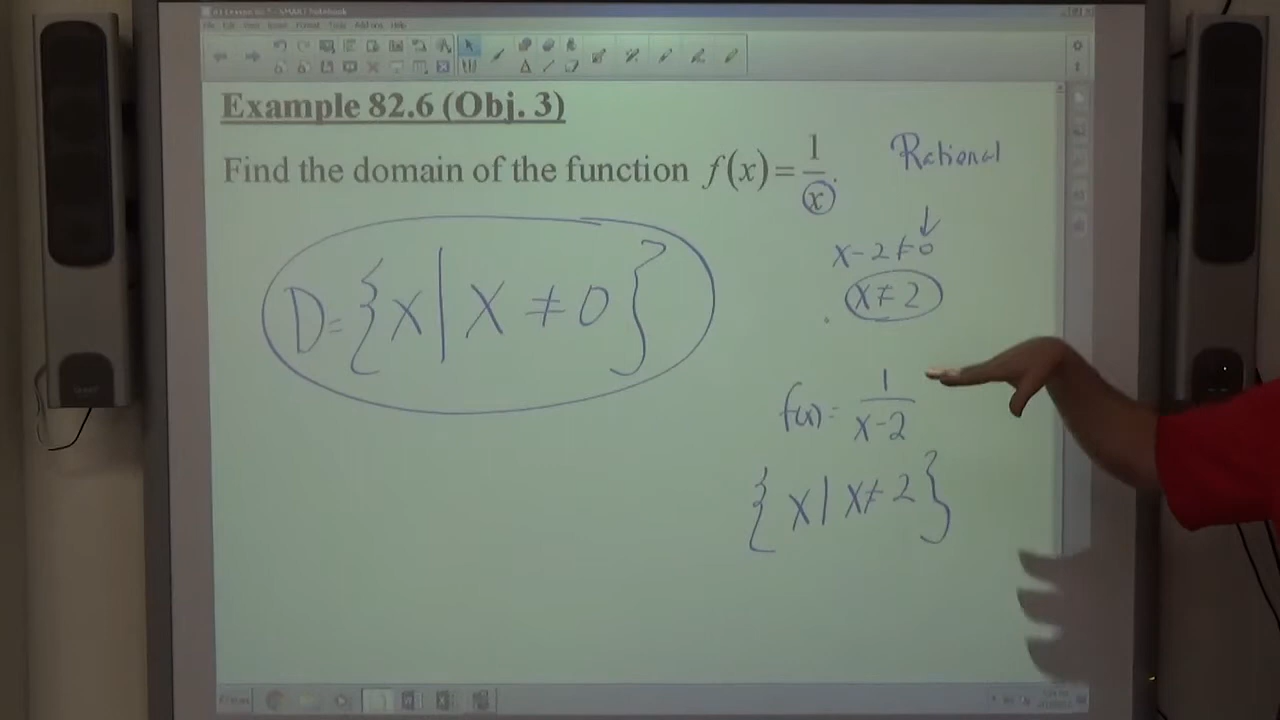 Example 82.6 (Obj. 3)
Find the domain of the function f(x)=1/x.
Rational
x-2≠0
x≠2
D={x|x≠0}
f(x)=1/x-2
{x|x≠2}